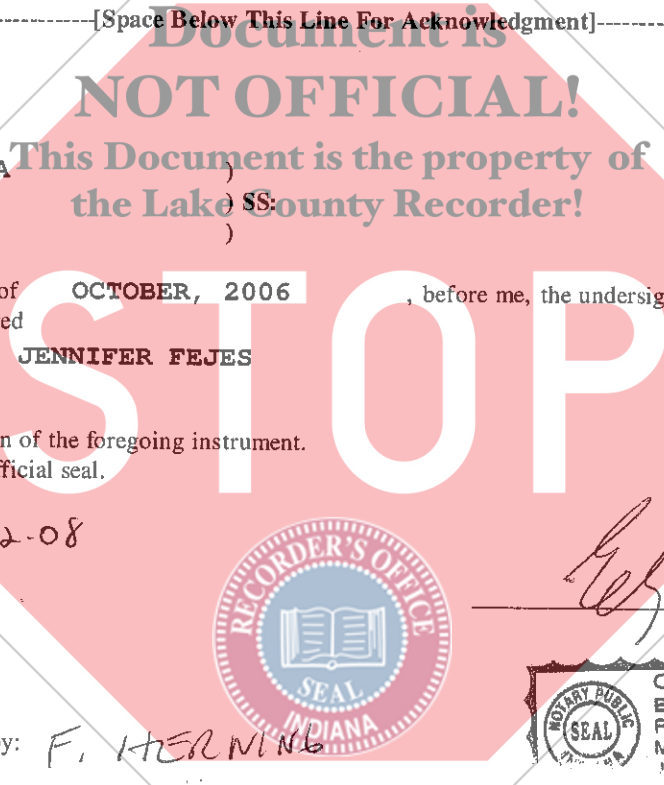 [Space Below This Line For Acknowledgment]
Document is
NOT OFFICIAL!
This Document is the property of
the Lake County Recorder!
A )
) SS:
)
of OCTOBER, 2006 , before me, the undersig
ed
JENNIFER FEJES
STOP
n of the foregoing instrument.
fficial seal.
2-08
RECORDER'S OFFICE
SEAL
INDIANA
NOTARY PUBLIC
SEAL
y: F. HERNING